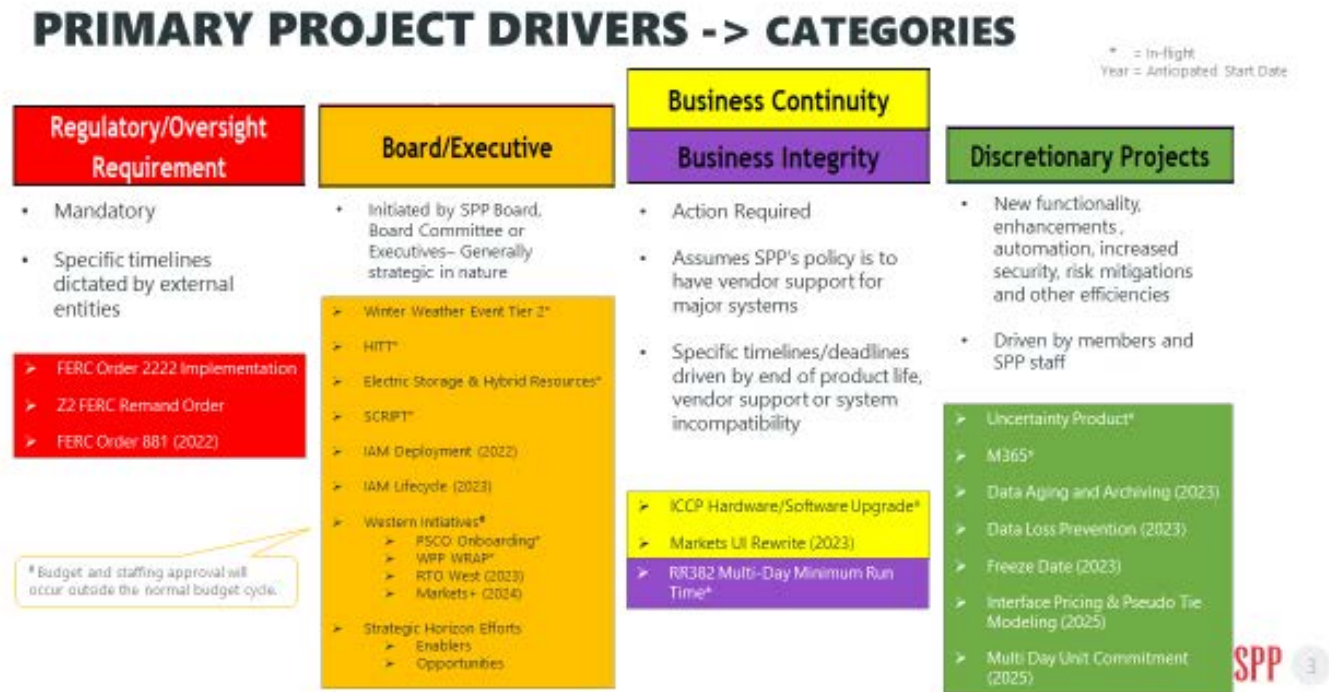 PRIMARY PROJECT DRIVERS -> CATEGORIES
* = In-flight
Year = Anticipated Start Date
Regulatory/Oversight
Requirement
• Mandatory
• Specific timelines
dictated by external
entities
➢ FERC Order 2222 Implementation
➢ Z2 FERC Remand Order
➢ FERC Order 881 (2022)
# Budget and staffing approval will
occur outside the normal budget cycle.
Board/Executive
• Initiated by SPP Board,
Board Committee or
Executives– Generally
strategic in nature
➢ Winter Weather Event Tier 2*
➢ HITT*
➢ Electric Storage & Hybrid Resources*
➢ SCRIPT*
➢ IAM Deployment (2022)
➢ IAM Lifecycle (2023)
➢ Western Initiatives#
➢ PSCO Onboarding*
➢ WPP WRAP*
➢ RTO West (2023)
➢ Markets+ (2024)
➢ Strategic Horizon Efforts
➢ Enablers
➢ Opportunities
Business Continuity
Business Integrity
• Action Required
• Assumes SPP's policy is to
have vendor support for
major systems
• Specific timelines/deadlines
driven by end of product life,
vendor support or system
incompatibility
➢ ICCP Hardware/Software Upgrade*
➢ Markets UI Rewrite (2023)
➢ RR382 Multi-Day Minimum Run
Time*
Discretionary Projects
• New functionality,
enhancements,
automation, increased
security, risk mitigations
and other efficiencies
• Driven by members and
SPP staff
➢ Uncertainty Product*
➢ M365*
➢ Data Aging and Archiving (2023)
➢ Data Loss Prevention (2023)
➢ Freeze Date (2023)
➢ Interface Pricing & Pseudo Tie
Modeling (2025)
➢ Multi Day Unit Commitment
(2025)
SPP 3